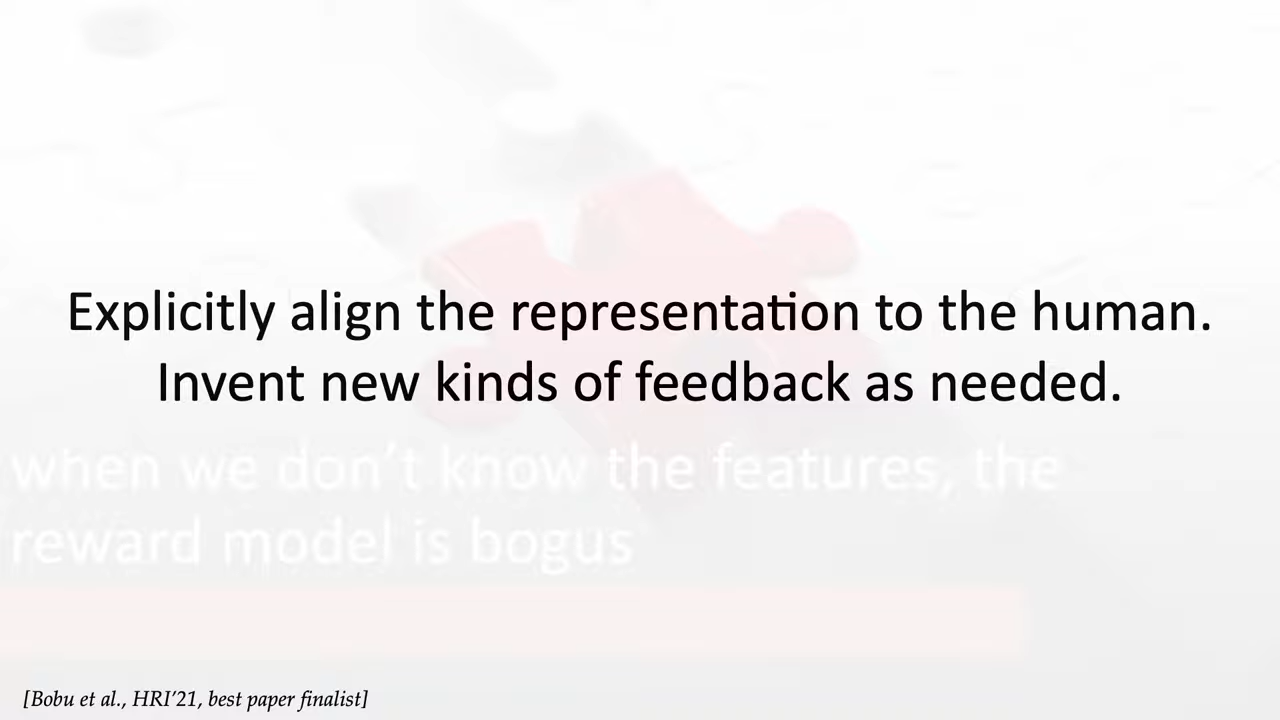 Explicitly align the representation to the human.
Invent new kinds of feedback as needed.
when we don't know the features, the
reward model is bogus
[Bobu et al., HRI'21, best paper finalist]